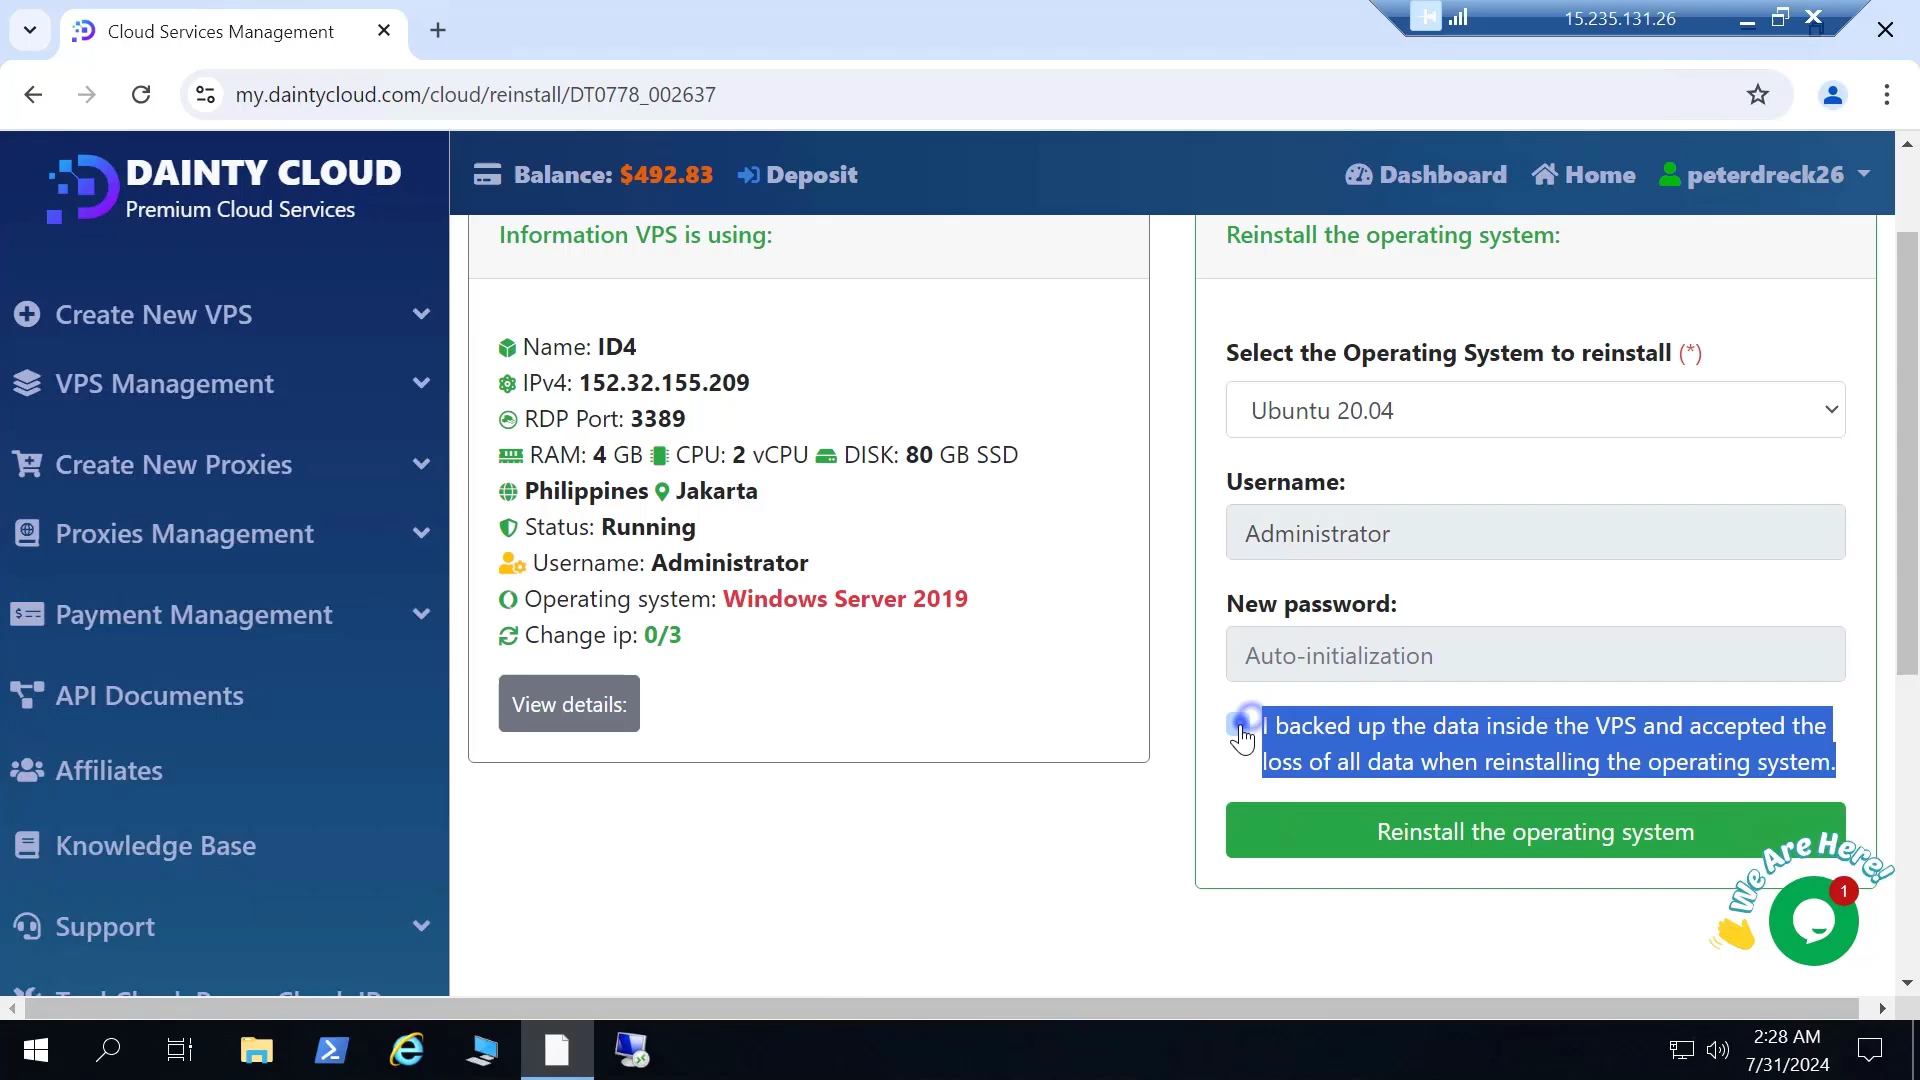 Cloud Services Management
15.235.131.26
my.daintycloud.com/cloud/reinstall/DT0778_002637
DAINTY CLOUD
Premium Cloud Services
Balance: $492.83
Deposit
Dashboard
Home
peterdreck26
Create New VPS
VPS Management
Create New Proxies
Proxies Management
Payment Management
API Documents
Affiliates
Knowledge Base
Support
Information VPS is using:
Name: ID4
IPv4: 152.32.155.209
RDP Port: 3389
RAM: 4 GB CPU: 2 vCPU DISK: 80 GB SSD
Philippines Jakarta
Status: Running
Username: Administrator
Operating system: Windows Server 2019
Change ip: 0/3
View details:
Reinstall the operating system:
Select the Operating System to reinstall (*)
Ubuntu 20.04
Username:
Administrator
New password:
Auto-initialization
I backed up the data inside the VPS and accepted the
loss of all data when reinstalling the operating system.
Reinstall the operating system
We Are Here!
1
2:28 AM
7/31/2024